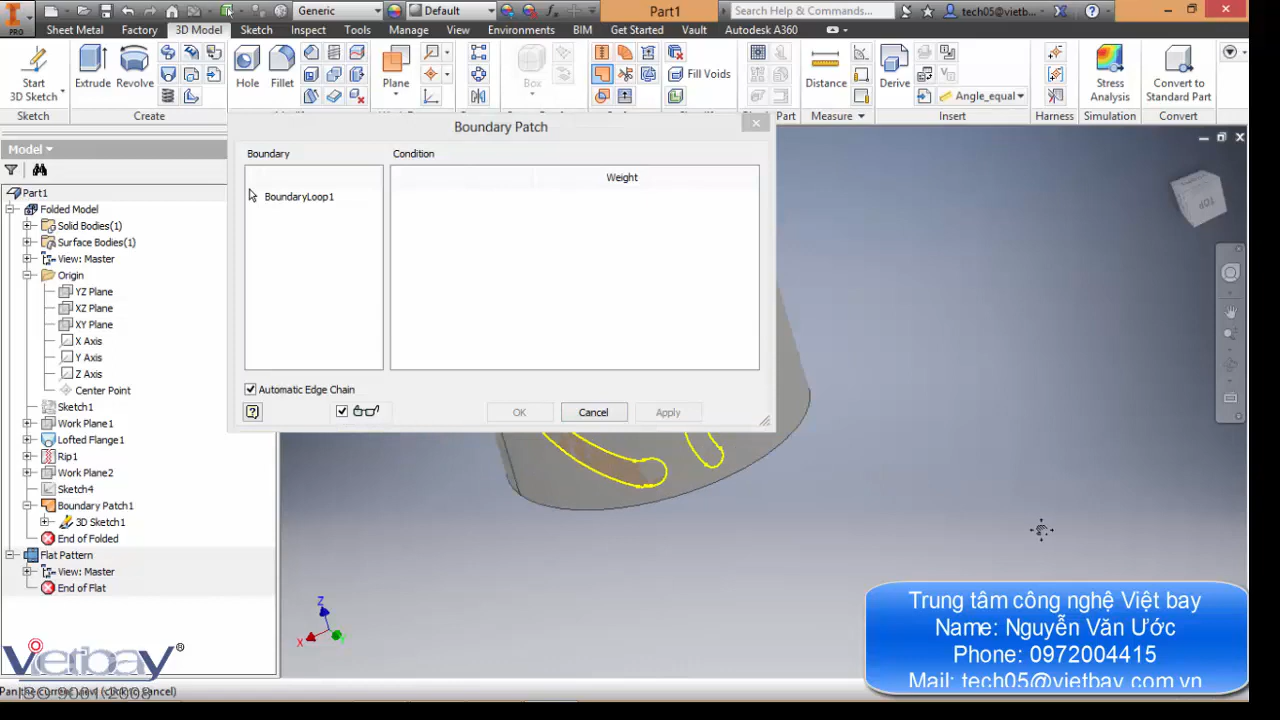 Generic
Default
Part1
Search Help & Commands...
tech05@vietb...
PRO
Sheet Metal
Factory
3D Model
Sketch
Inspect
Tools
Manage
View
Environments
BIM
Get Started
Vault
Autodesk A360
Start
3D Sketch
Extrude
Revolve
Hole
Fillet
Plane
Box
Fill Voids
Distance
Derive
Angle_equal
Stress
Analysis
Convert to
Standard Part
Sketch
Create
Part
Measure
Insert
Harness
Simulation
Convert
Boundary Patch
Boundary
Condition
Weight
BoundaryLoop1
Automatic Edge Chain
OK
Cancel
Apply
Model
Part1
Folded Model
Solid Bodies(1)
Surface Bodies(1)
View: Master
Origin
YZ Plane
XZ Plane
XY Plane
X Axis
Y Axis
Z Axis
Center Point
Sketch1
Work Plane1
Lofted Flange1
Rip1
Work Plane2
Sketch4
Boundary Patch1
3D Sketch1
End of Folded
Flat Pattern
View: Master
End of Flat
TOP
Z
X
Vietbay ®
Trung tâm công nghệ Việt bay
Name: Nguyễn Văn Ước
Phone: 0972004415
Mail: tech05@vietbay.com.vn